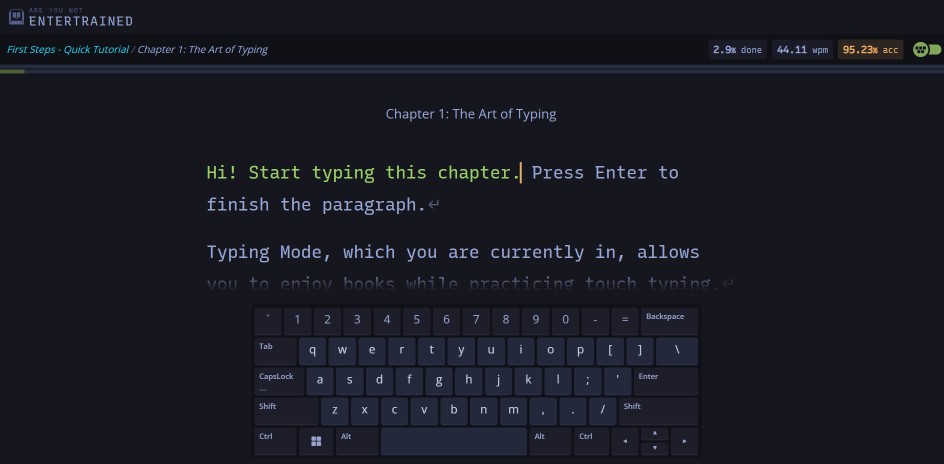 ARE YOU NOT
ENTERTRAINED
First Steps - Quick Tutorial / Chapter 1: The Art of Typing
2.9% done 44.11 wpm 95.23% acc
Chapter 1: The Art of Typing
Hi! Start typing this chapter. Press Enter to
finish the paragraph.↵
Typing Mode, which you are currently in, allows
you to enjoy books while practicing touch typing.↵
` 1 2 3 4 5 6 7 8 9 0 - = Backspace
Tab q w e r t y u i o p [ ] \
CapsLock a s d f g h j k l ; ' Enter
Shift z x c v b n m , . / Shift
Ctrl Alt Alt Ctrl ◂ ▴ ▾ ▸